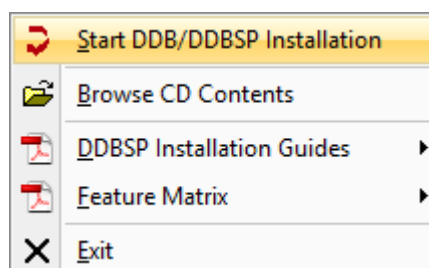 Start DDB/DDBSP Installation
Browse CD Contents
DDBSP Installation Guides
Feature Matrix
Exit